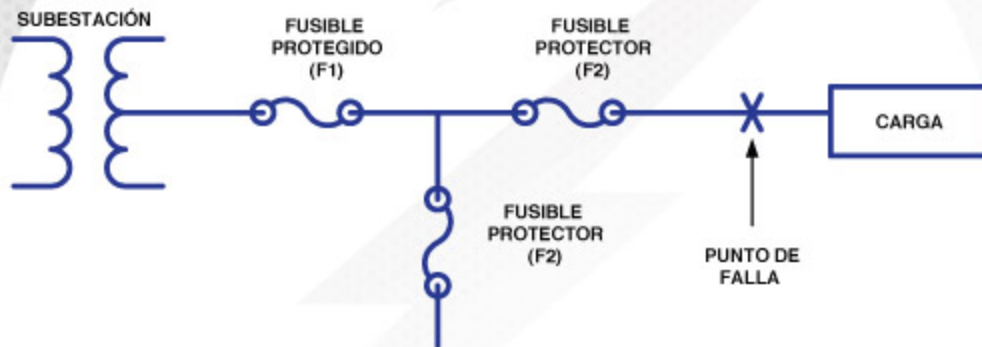 SUBESTACIÓN
FUSIBLE
PROTEGIDO
(F1)
FUSIBLE
PROTECTOR
(F2)
CARGA
FUSIBLE
PROTECTOR
(F2)
PUNTO DE
FALLA